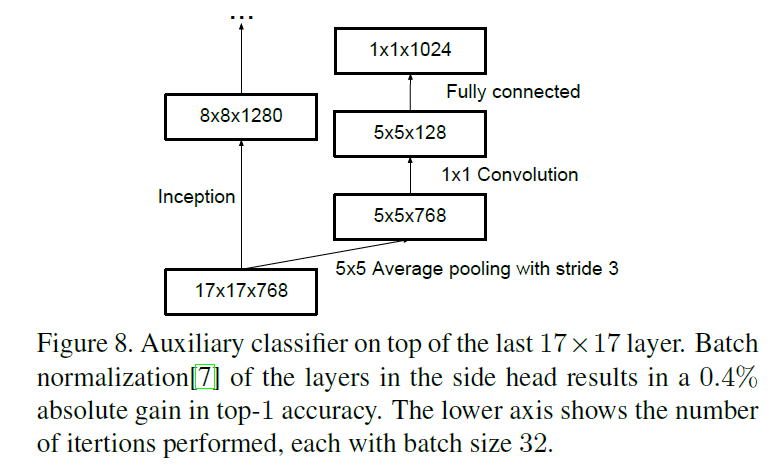 ...
1x1x1024
Fully connected
8x8x1280
5x5x128
1x1 Convolution
Inception
5x5x768
5x5 Average pooling with stride 3
17x17x768
Figure 8. Auxiliary classifier on top of the last 17×17 layer. Batch
normalization[7] of the layers in the side head results in a 0.4%
absolute gain in top-1 accuracy. The lower axis shows the number
of itertions performed, each with batch size 32.